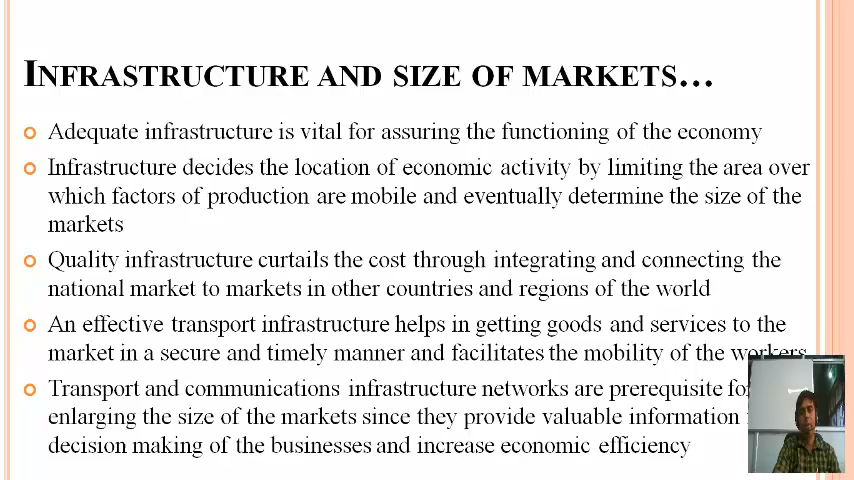 INFRASTRUCTURE AND SIZE OF MARKETS…
Adequate infrastructure is vital for assuring the functioning of the economy
Infrastructure decides the location of economic activity by limiting the area over
which factors of production are mobile and eventually determine the size of the
markets
Quality infrastructure curtails the cost through integrating and connecting the
national market to markets in other countries and regions of the world
An effective transport infrastructure helps in getting goods and services to the
market in a secure and timely manner and facilitates the mobility of the workers
Transport and communications infrastructure networks are prerequisite for
enlarging the size of the markets since they provide valuable information
decision making of the businesses and increase economic efficiency